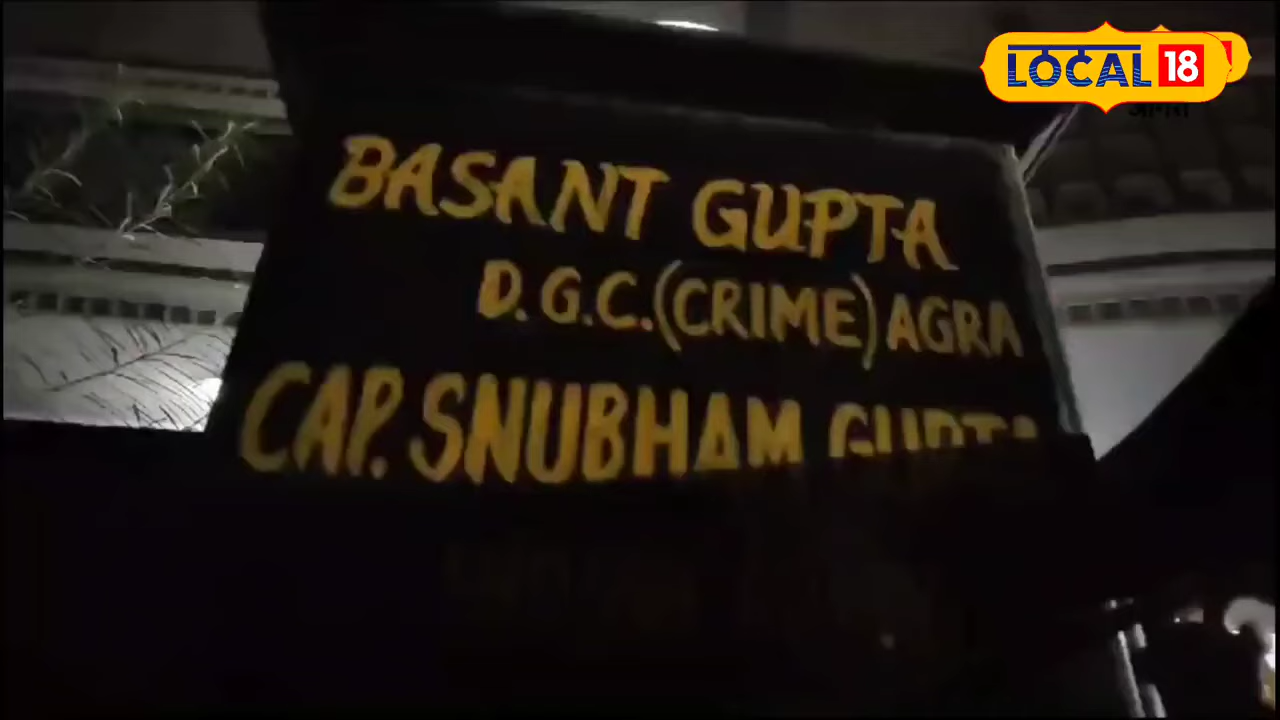 LOCAL 18
BASANT GUPTA
D.G.C.(CRIME) AGRA
CAP. SNUBHAM GUPTA